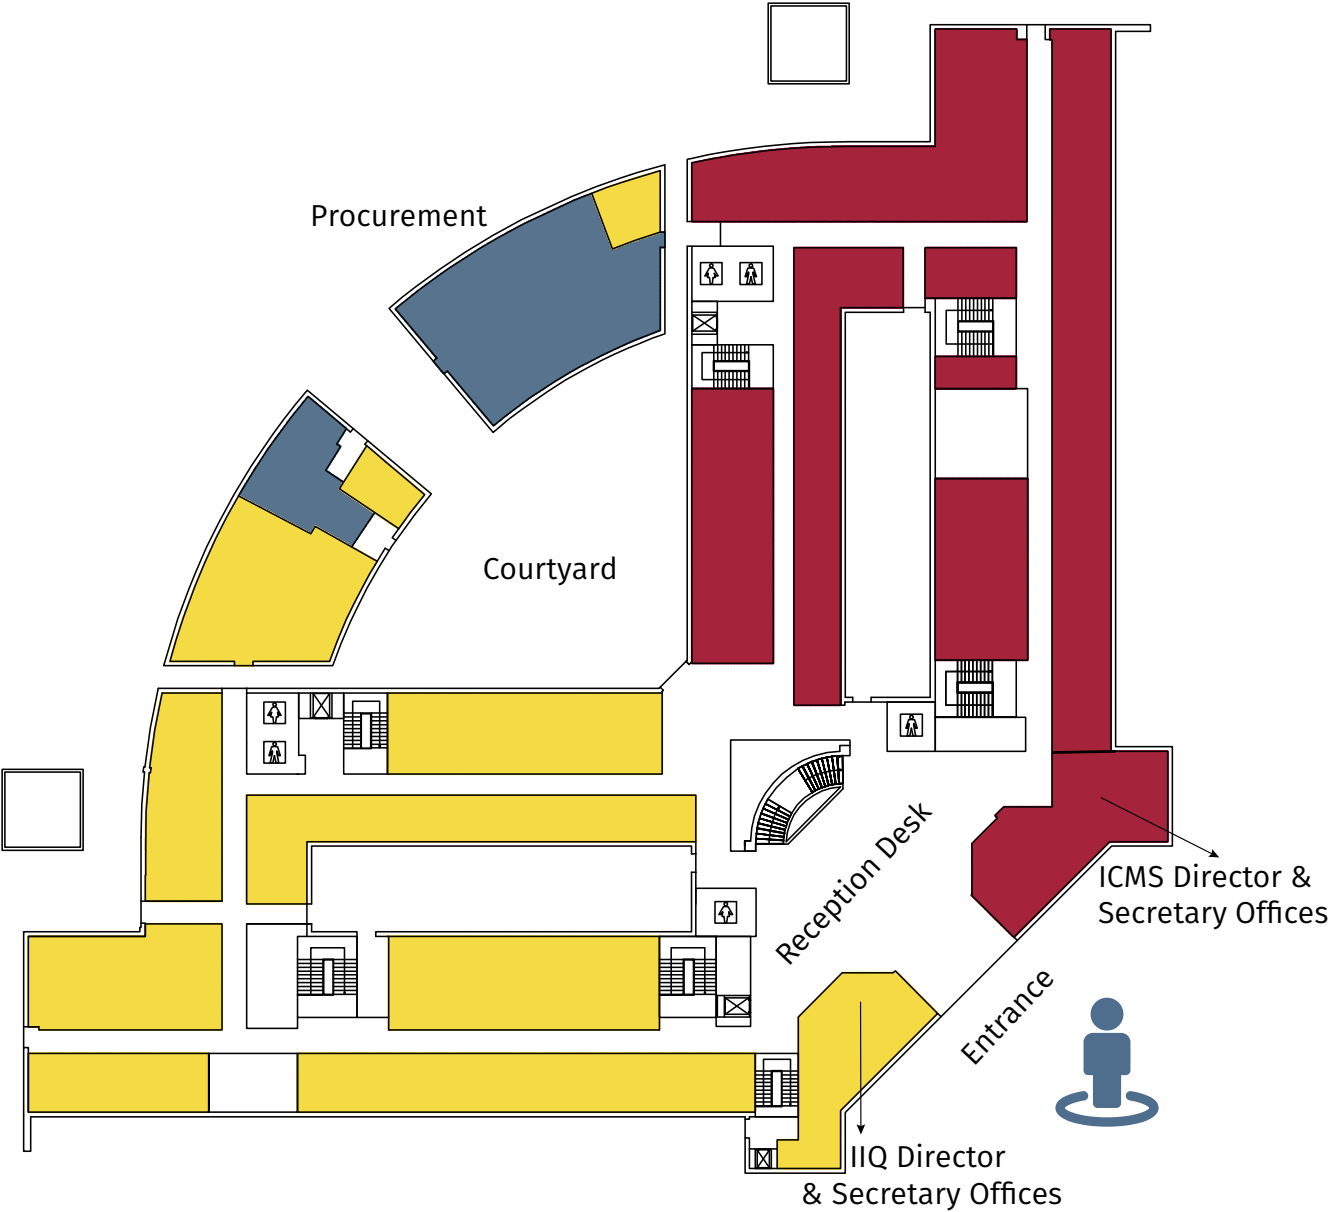 Procurement
Courtyard
Reception Desk
ICMS Director &
Secretary Offices
Entrance
IIQ Director
& Secretary Offices